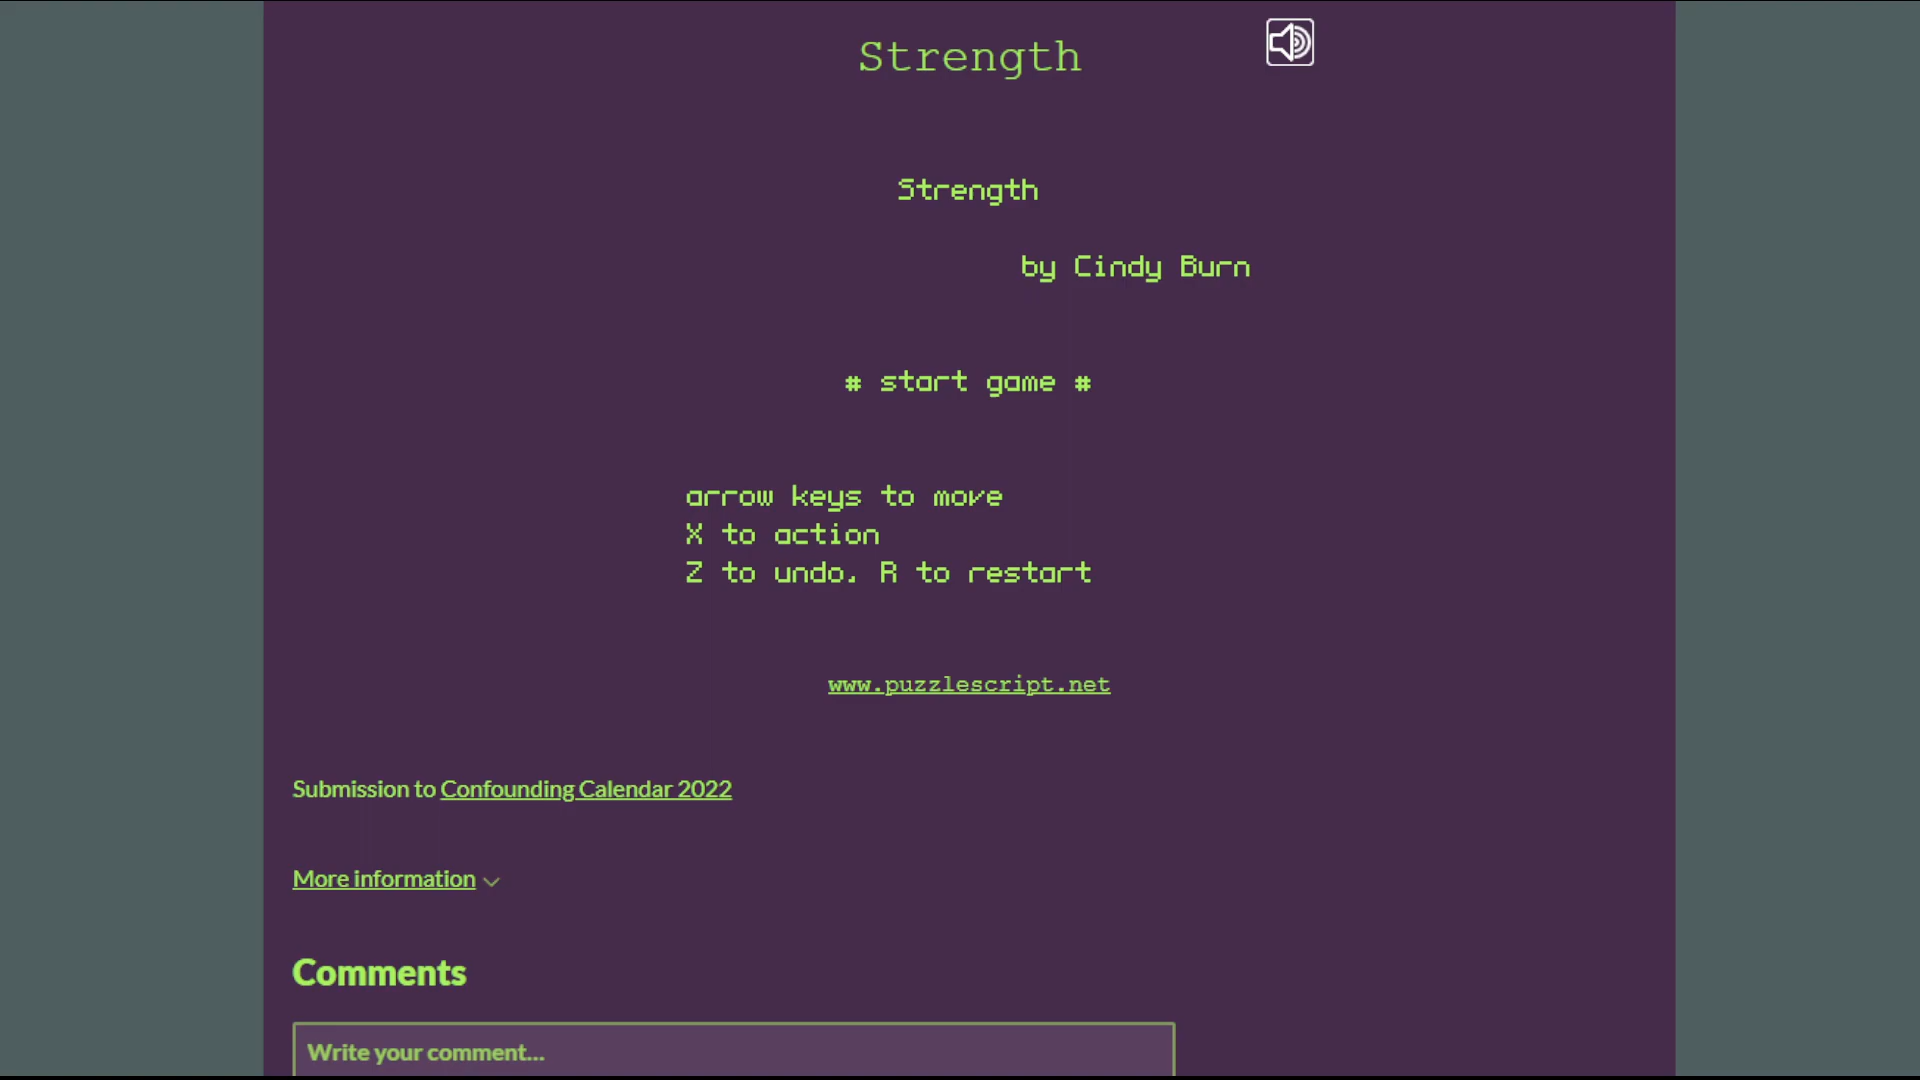 Strength
Strength
by Cindy Burn
# start game #
arrow keys to move
X to action
Z to undo. R to restart
www.puzzlescript.net
Submission to Confounding Calendar 2022
More information
Comments
Write your comment...